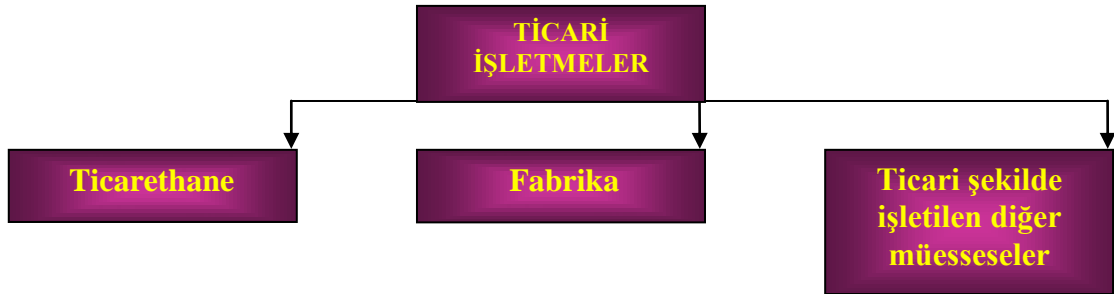 TİCARİ
İŞLETMELER
Ticarethane
Fabrika
Ticari şekilde
işletilen diğer
müesseseler